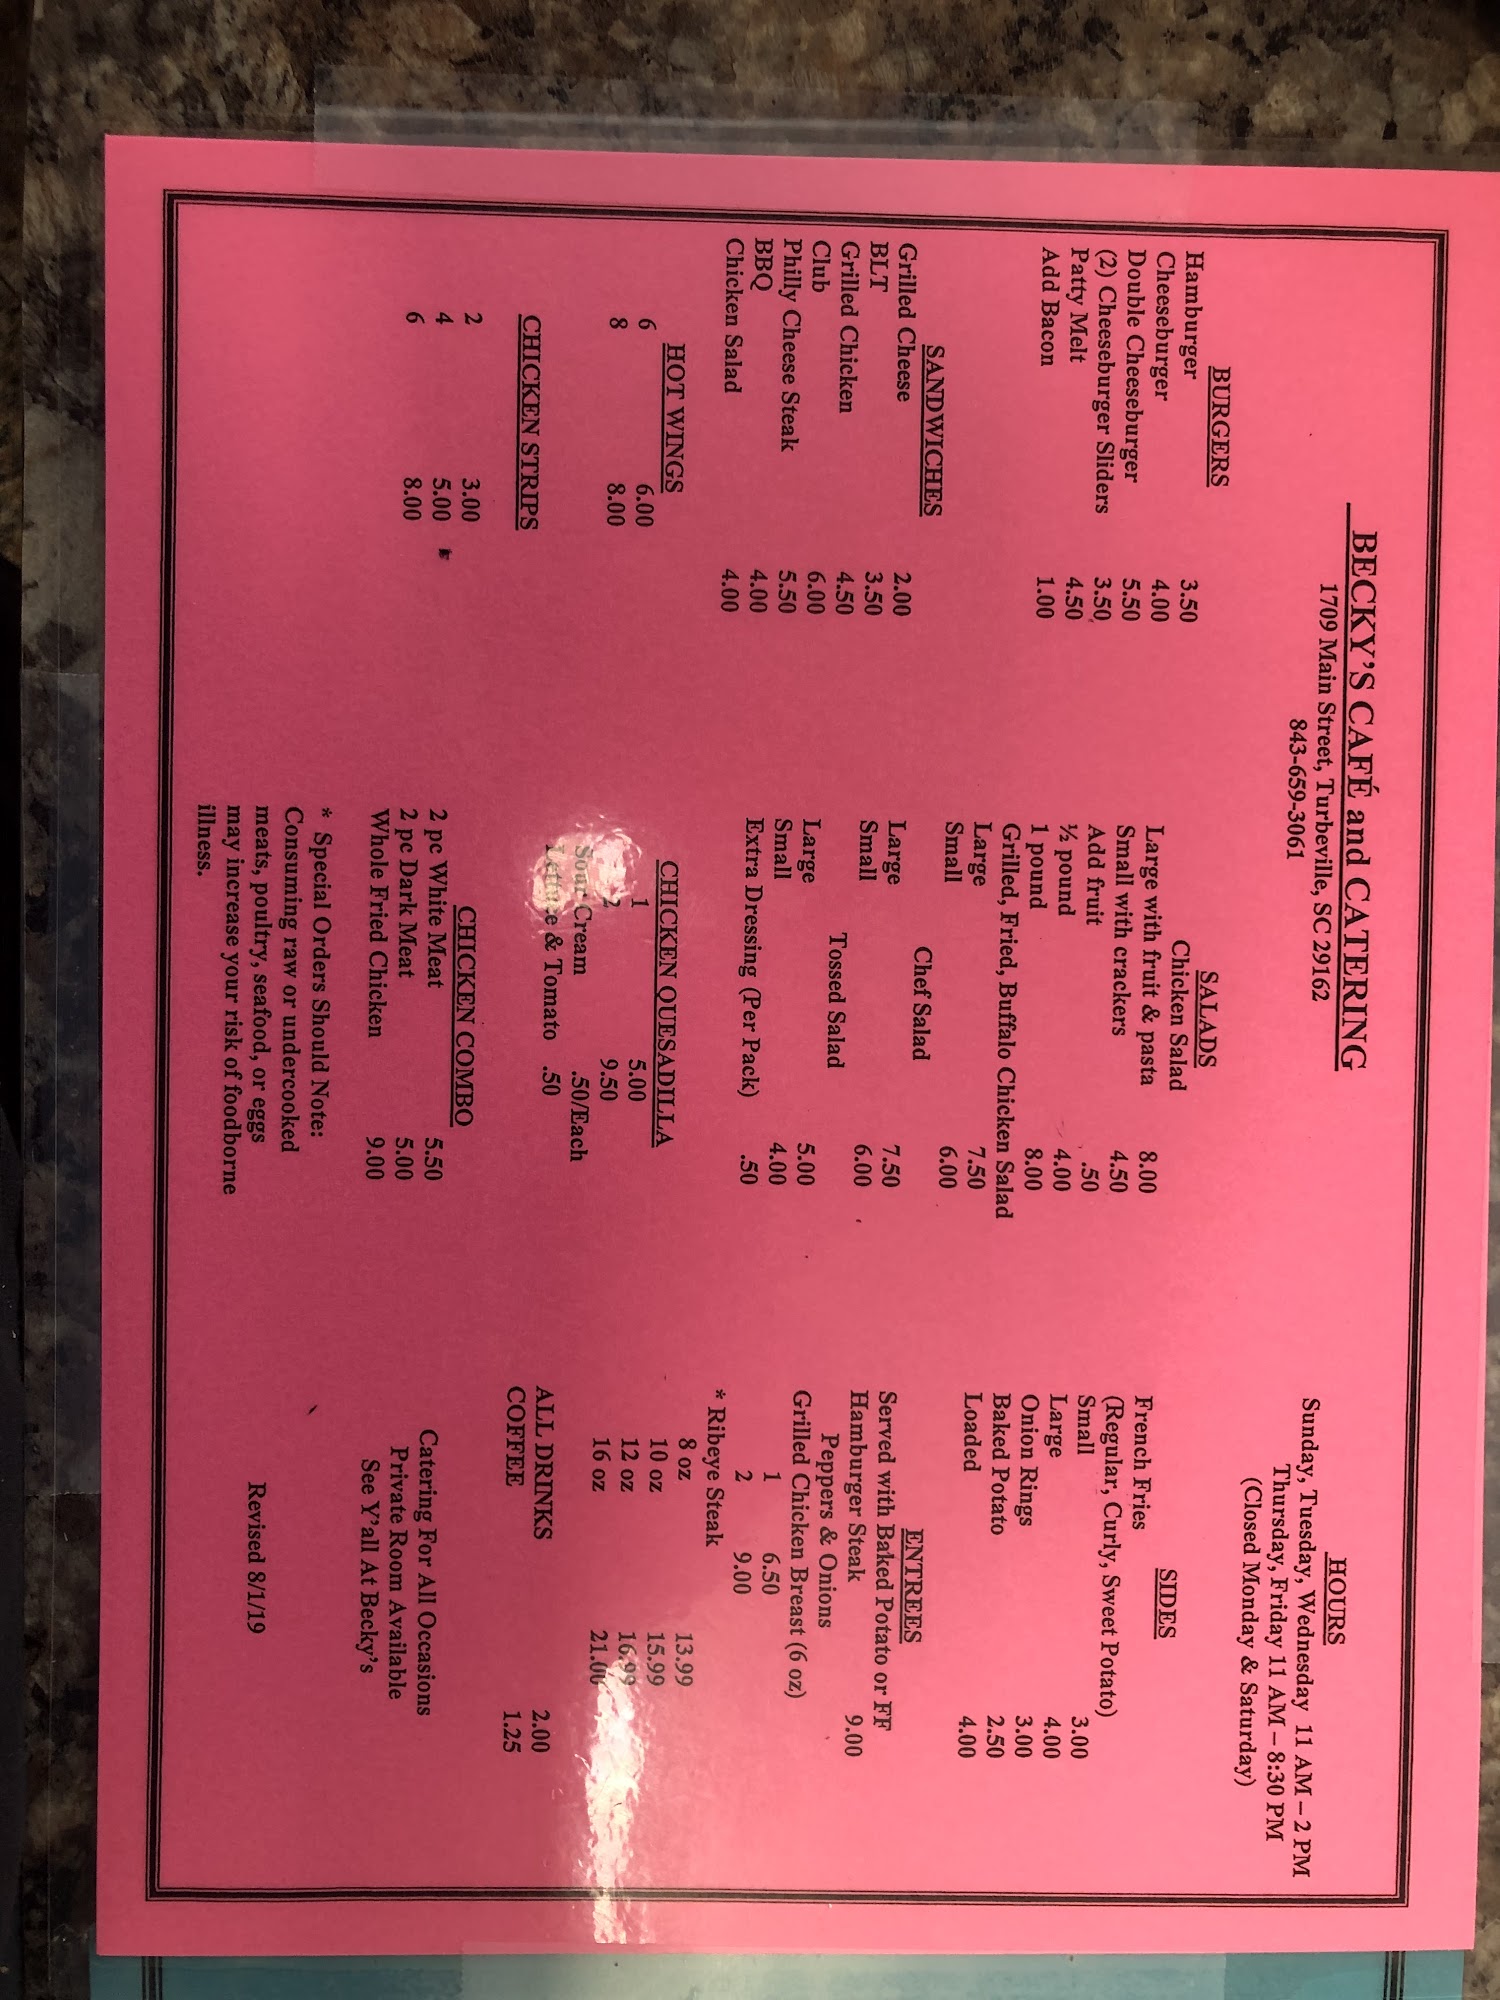 BECKY'S CAFÉ and CATERING
1709 Main Street, Turbeville, SC 29162
843-659-3061
HOURS
Sunday, Tuesday, Wednesday 11 AM – 2 PM
Thursday, Friday 11 AM – 8:30 PM
(Closed Monday & Saturday)
BURGERS
Hamburger 3.50
Cheeseburger 4.00
Double Cheeseburger 5.50
(2) Cheeseburger Sliders 3.50
Patty Melt 4.50
Add Bacon 1.00
SANDWICHES
Grilled Cheese 2.00
BLT 3.50
Grilled Chicken 4.50
Club 6.00
Philly Cheese Steak 5.50
BBQ 4.00
Chicken Salad 4.00
HOT WINGS
6 6.00
8 8.00
CHICKEN STRIPS
2 3.00
4 5.00
6 8.00
SALADS
Chicken Salad
Large with fruit & pasta 8.00
Small with crackers 4.50
Add fruit .50
½ pound 4.00
1 pound 8.00
Grilled, Fried, Buffalo Chicken Salad
Large 7.50
Small 6.00
Chef Salad
Large 7.50
Small 6.00
Tossed Salad
Large 5.00
Small 4.00
Extra Dressing (Per Pack) .50
CHICKEN QUESADILLA
1 5.00
2 9.50
Sour Cream .50/Each
Lettuce & Tomato .50
CHICKEN COMBO
2 pc White Meat 5.50
2 pc Dark Meat 5.00
Whole Fried Chicken 9.00
* Special Orders Should Note:
Consuming raw or undercooked
meats, poultry, seafood, or eggs
may increase your risk of foodborne
illness.
SIDES
French Fries
(Regular, Curly, Sweet Potato)
Small 3.00
Large 4.00
Onion Rings 3.00
Baked Potato 2.50
Loaded 4.00
ENTREES
Served with Baked Potato or FF
Hamburger Steak 9.00
Peppers & Onions
Grilled Chicken Breast (6 oz)
1 6.50
2 9.00
* Ribeye Steak
8 oz 13.99
10 oz 15.99
12 oz 16.99
16 oz 21.00
ALL DRINKS 2.00
COFFEE 1.25
Catering For All Occasions
Private Room Available
See Y'all At Becky's
Revised 8/1/19